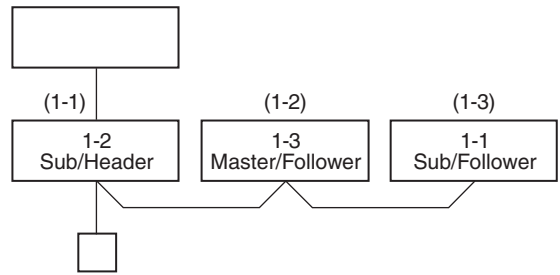 (1-1)
(1-2)
(1-3)
1-2
Sub/Header
1-3
Master/Follower
1-1
Sub/Follower